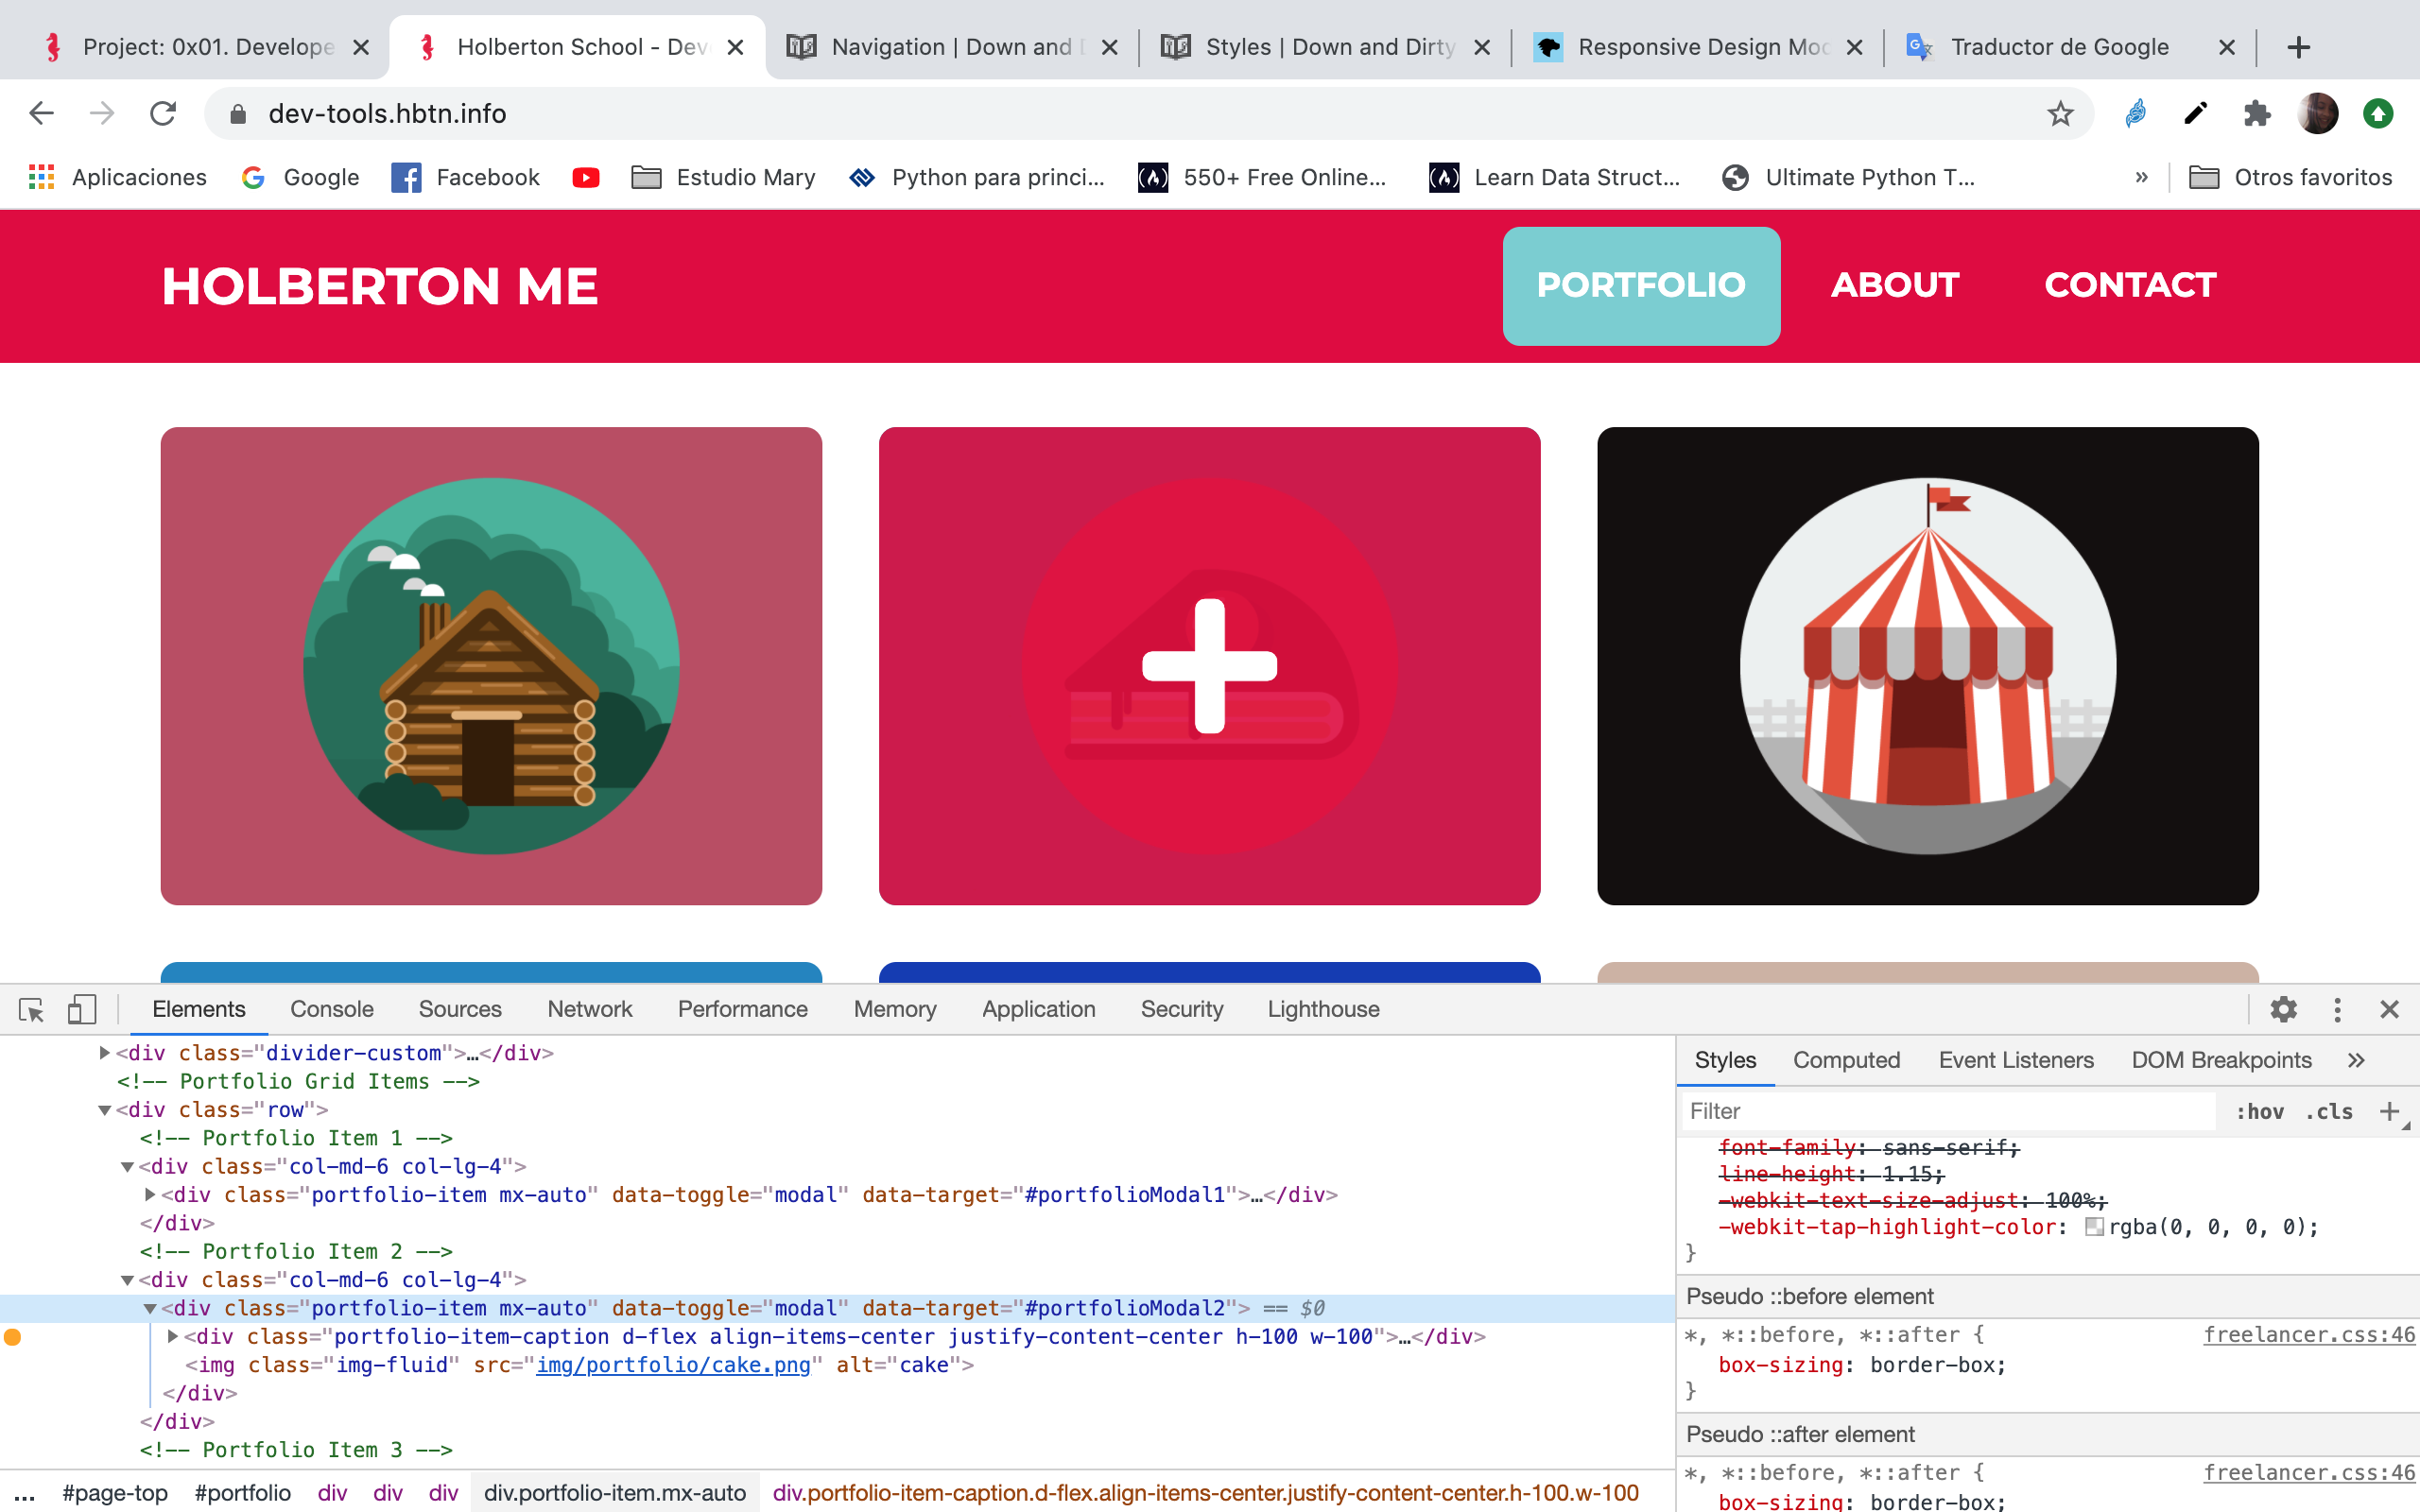 Project: 0x01. Develope
Holberton School - Dev
Navigation | Down and D
Styles | Down and Dirty
Responsive Design Mod
Traductor de Google
dev-tools.hbtn.info
Aplicaciones
Google
Facebook
Estudio Mary
Python para princi...
550+ Free Online...
Learn Data Struct...
Ultimate Python T...
»
Otros favoritos
HOLBERTON ME
PORTFOLIO
ABOUT
CONTACT
Elements
Console
Sources
Network
Performance
Memory
Application
Security
Lighthouse
<div class="divider-custom">…</div>
<!-- Portfolio Grid Items -->
<div class="row">
<!-- Portfolio Item 1 -->
<div class="col-md-6 col-lg-4">
<div class="portfolio-item mx-auto" data-toggle="modal" data-target="#portfolioModal1">…</div>
</div>
<!-- Portfolio Item 2 -->
<div class="col-md-6 col-lg-4">
<div class="portfolio-item mx-auto" data-toggle="modal" data-target="#portfolioModal2"> == $0
<div class="portfolio-item-caption d-flex align-items-center justify-content-center h-100 w-100">…</div>
<img class="img-fluid" src="img/portfolio/cake.png" alt="cake">
</div>
</div>
<!-- Portfolio Item 3 -->
... #page-top #portfolio div div div div.portfolio-item.mx-auto div.portfolio-item-caption.d-flex.align-items-center.justify-content-center.h-100.w-100
Styles
Computed
Event Listeners
DOM Breakpoints
»
Filter
:hov .cls +
font-family: sans-serif;
line-height: 1.15;
-webkit-text-size-adjust: 100%;
-webkit-tap-highlight-color: rgba(0, 0, 0, 0);
}
Pseudo ::before element
*, *::before, *::after { freelancer.css:46
box-sizing: border-box;
}
Pseudo ::after element
*, *::before, *::after { freelancer.css:46
box-sizing: border-box;